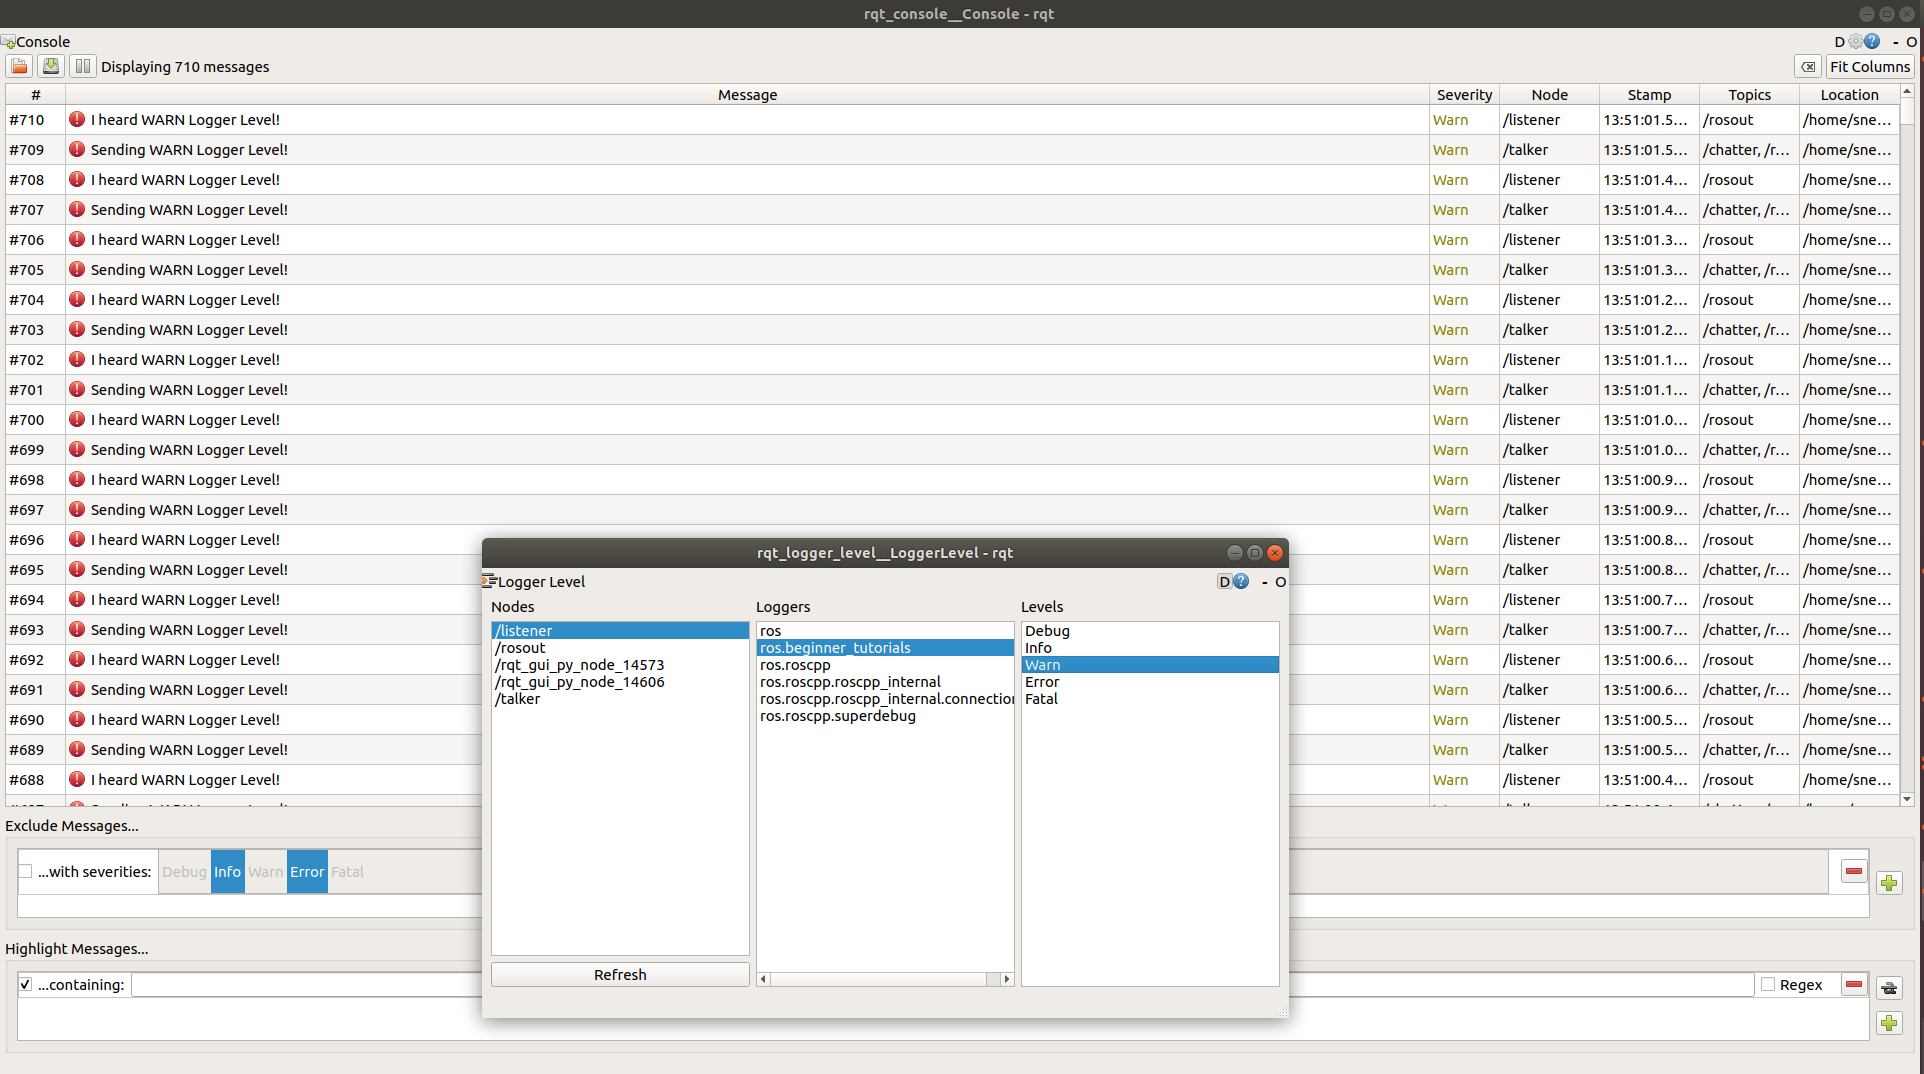 rqt_console__Console - rqt
Console D - O
Displaying 710 messages Fit Columns
# Message Severity Node Stamp Topics Location
#710 I heard WARN Logger Level! Warn /listener 13:51:01.5... /rosout /home/sne...
#709 Sending WARN Logger Level! Warn /talker 13:51:01.5... /chatter, /r... /home/sne...
#708 I heard WARN Logger Level! Warn /listener 13:51:01.4... /rosout /home/sne...
#707 Sending WARN Logger Level! Warn /talker 13:51:01.4... /chatter, /r... /home/sne...
#706 I heard WARN Logger Level! Warn /listener 13:51:01.3... /rosout /home/sne...
#705 Sending WARN Logger Level! Warn /talker 13:51:01.3... /chatter, /r... /home/sne...
#704 I heard WARN Logger Level! Warn /listener 13:51:01.2... /rosout /home/sne...
#703 Sending WARN Logger Level! Warn /talker 13:51:01.2... /chatter, /r... /home/sne...
#702 I heard WARN Logger Level! Warn /listener 13:51:01.1... /rosout /home/sne...
#701 Sending WARN Logger Level! Warn /talker 13:51:01.1... /chatter, /r... /home/sne...
#700 I heard WARN Logger Level! Warn /listener 13:51:01.0... /rosout /home/sne...
#699 Sending WARN Logger Level! Warn /talker 13:51:01.0... /chatter, /r... /home/sne...
#698 I heard WARN Logger Level! Warn /listener 13:51:00.9... /rosout /home/sne...
#697 Sending WARN Logger Level! Warn /talker 13:51:00.9... /chatter, /r... /home/sne...
#696 I heard WARN Logger Level! Warn /listener 13:51:00.8... /rosout /home/sne...
#695 Sending WARN Logger Level! Warn /talker 13:51:00.8... /chatter, /r... /home/sne...
#694 I heard WARN Logger Level! Warn /listener 13:51:00.7... /rosout /home/sne...
#693 Sending WARN Logger Level! Warn /talker 13:51:00.7... /chatter, /r... /home/sne...
#692 I heard WARN Logger Level! Warn /listener 13:51:00.6... /rosout /home/sne...
#691 Sending WARN Logger Level! Warn /talker 13:51:00.6... /chatter, /r... /home/sne...
#690 I heard WARN Logger Level! Warn /listener 13:51:00.5... /rosout /home/sne...
#689 Sending WARN Logger Level! Warn /talker 13:51:00.5... /chatter, /r... /home/sne...
#688 I heard WARN Logger Level! Warn /listener 13:51:00.4... /rosout /home/sne...
Exclude Messages...
...with severities: Debug Info Warn Error Fatal
Highlight Messages...
...containing: Regex
rqt_logger_level__LoggerLevel - rqt
Logger Level D - O
Nodes
/listener
/rosout
/rqt_gui_py_node_14573
/rqt_gui_py_node_14606
/talker
Refresh
Loggers
ros
ros.beginner_tutorials
ros.roscpp
ros.roscpp.roscpp_internal
ros.roscpp.roscpp_internal.connection
ros.roscpp.superdebug
Levels
Debug
Info
Warn
Error
Fatal